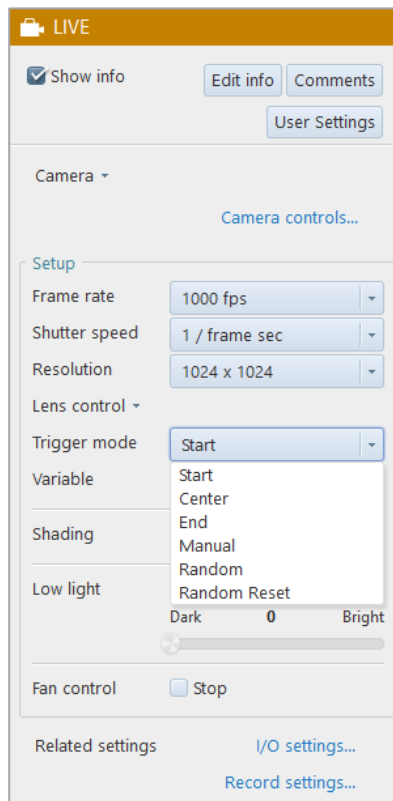 LIVE
Show info
Edit info
Comments
User Settings
Camera
Camera controls...
Setup
Frame rate
1000 fps
Shutter speed
1 / frame sec
Resolution
1024 x 1024
Lens control
Trigger mode
Start
Variable
Start
Center
End
Manual
Random
Random Reset
Shading
Low light
Dark 0 Bright
Fan control
Stop
Related settings
I/O settings...
Record settings...